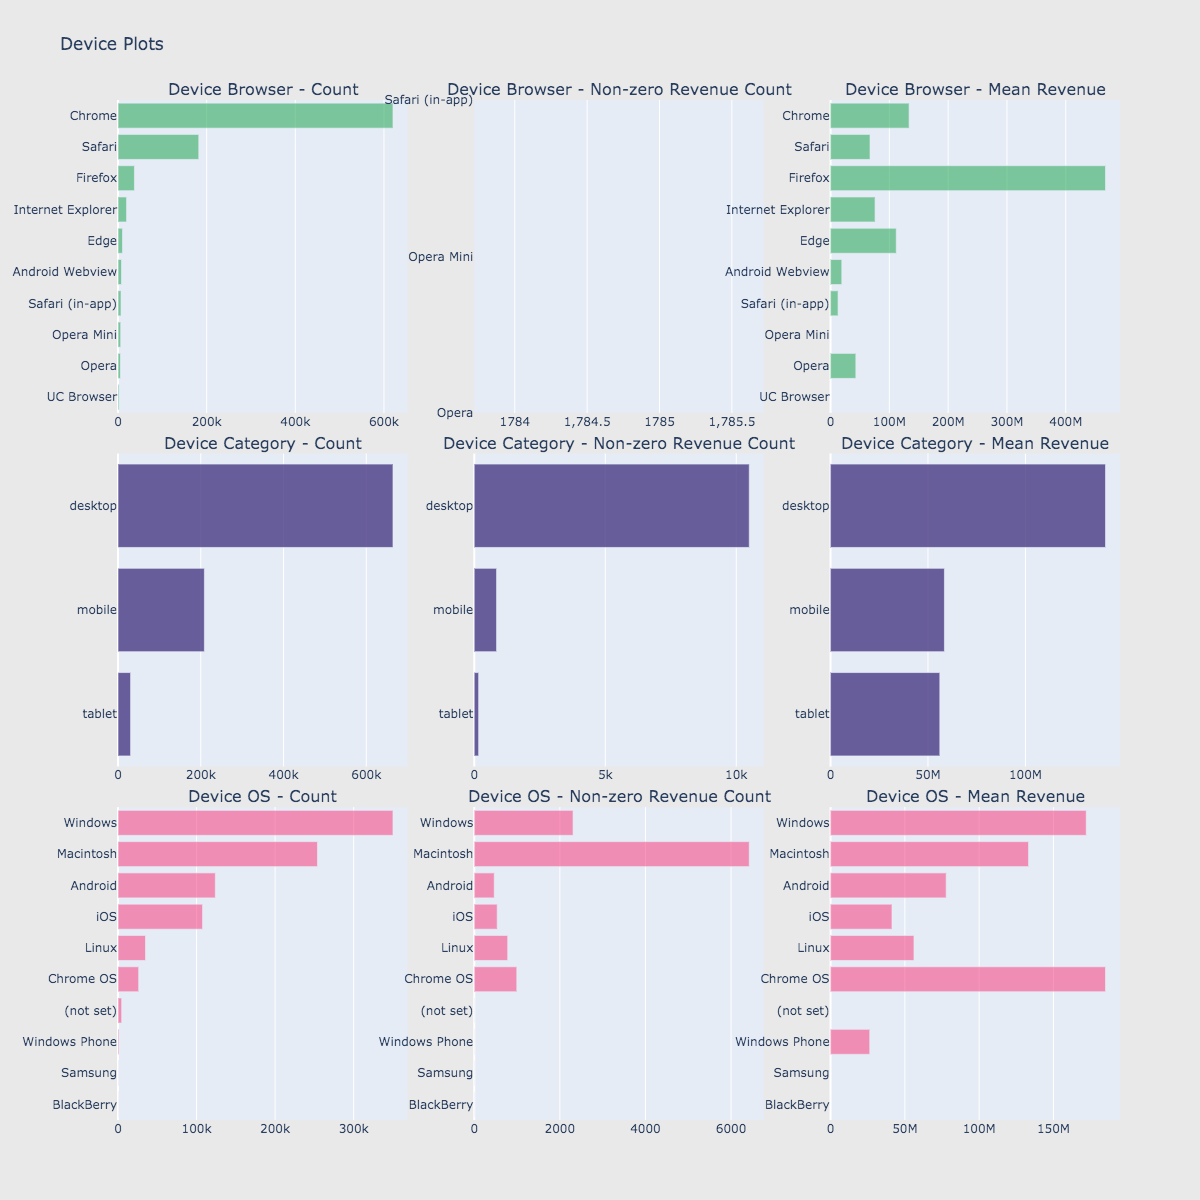 Device Plots
Device Browser - Count
Chrome
Safari
Firefox
Internet Explorer
Edge
Android Webview
Safari (in-app)
Opera Mini
Opera
UC Browser
0 200k 400k 600k
Device Browser - Non-zero Revenue Count
Safari (in-app)
Opera Mini
Opera
1784 1,784.5 1785 1,785.5
Device Browser - Mean Revenue
Chrome
Safari
Firefox
Internet Explorer
Edge
Android Webview
Safari (in-app)
Opera Mini
Opera
UC Browser
0 100M 200M 300M 400M
Device Category - Count
desktop
mobile
tablet
0 200k 400k 600k
Device Category - Non-zero Revenue Count
desktop
mobile
tablet
0 5k 10k
Device Category - Mean Revenue
desktop
mobile
tablet
0 50M 100M
Device OS - Count
Windows
Macintosh
Android
iOS
Linux
Chrome OS
(not set)
Windows Phone
Samsung
BlackBerry
0 100k 200k 300k
Device OS - Non-zero Revenue Count
Windows
Macintosh
Android
iOS
Linux
Chrome OS
(not set)
Windows Phone
Samsung
BlackBerry
0 2000 4000 6000
Device OS - Mean Revenue
Windows
Macintosh
Android
iOS
Linux
Chrome OS
(not set)
Windows Phone
Samsung
BlackBerry
0 50M 100M 150M